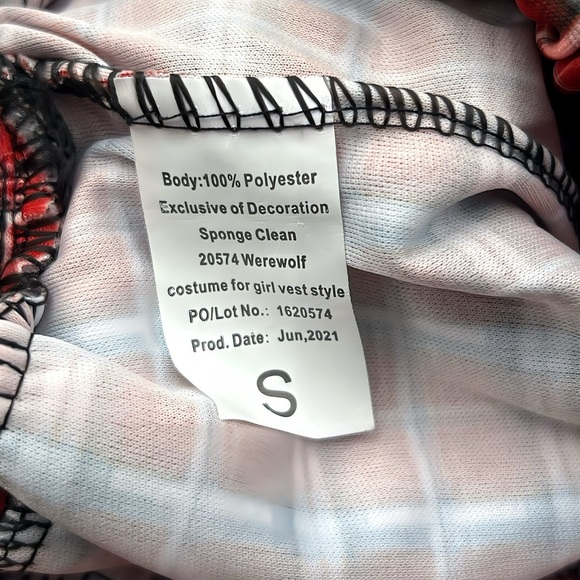 Body:100% Polyester
Exclusive of Decoration
Sponge Clean
20574 Werewolf
costume for girl vest style
PO/Lot No.: 1620574
Prod. Date: Jun,2021
S